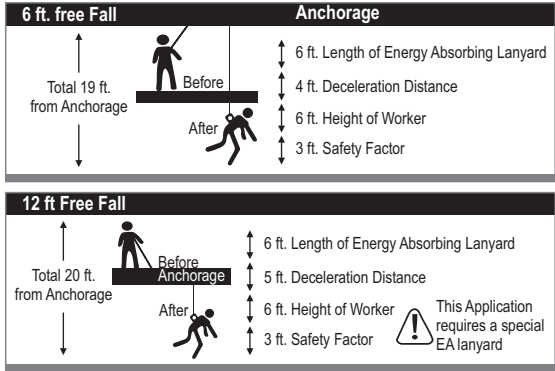 6 ft. free Fall
Anchorage
Total 19 ft.
from Anchorage
Before
After
6 ft. Length of Energy Absorbing Lanyard
4 ft. Deceleration Distance
6 ft. Height of Worker
3 ft. Safety Factor
12 ft Free Fall
Total 20 ft.
from Anchorage
Before
Anchorage
After
6 ft. Length of Energy Absorbing Lanyard
5 ft. Deceleration Distance
6 ft. Height of Worker
3 ft. Safety Factor
!
This Application
requires a special
EA lanyard